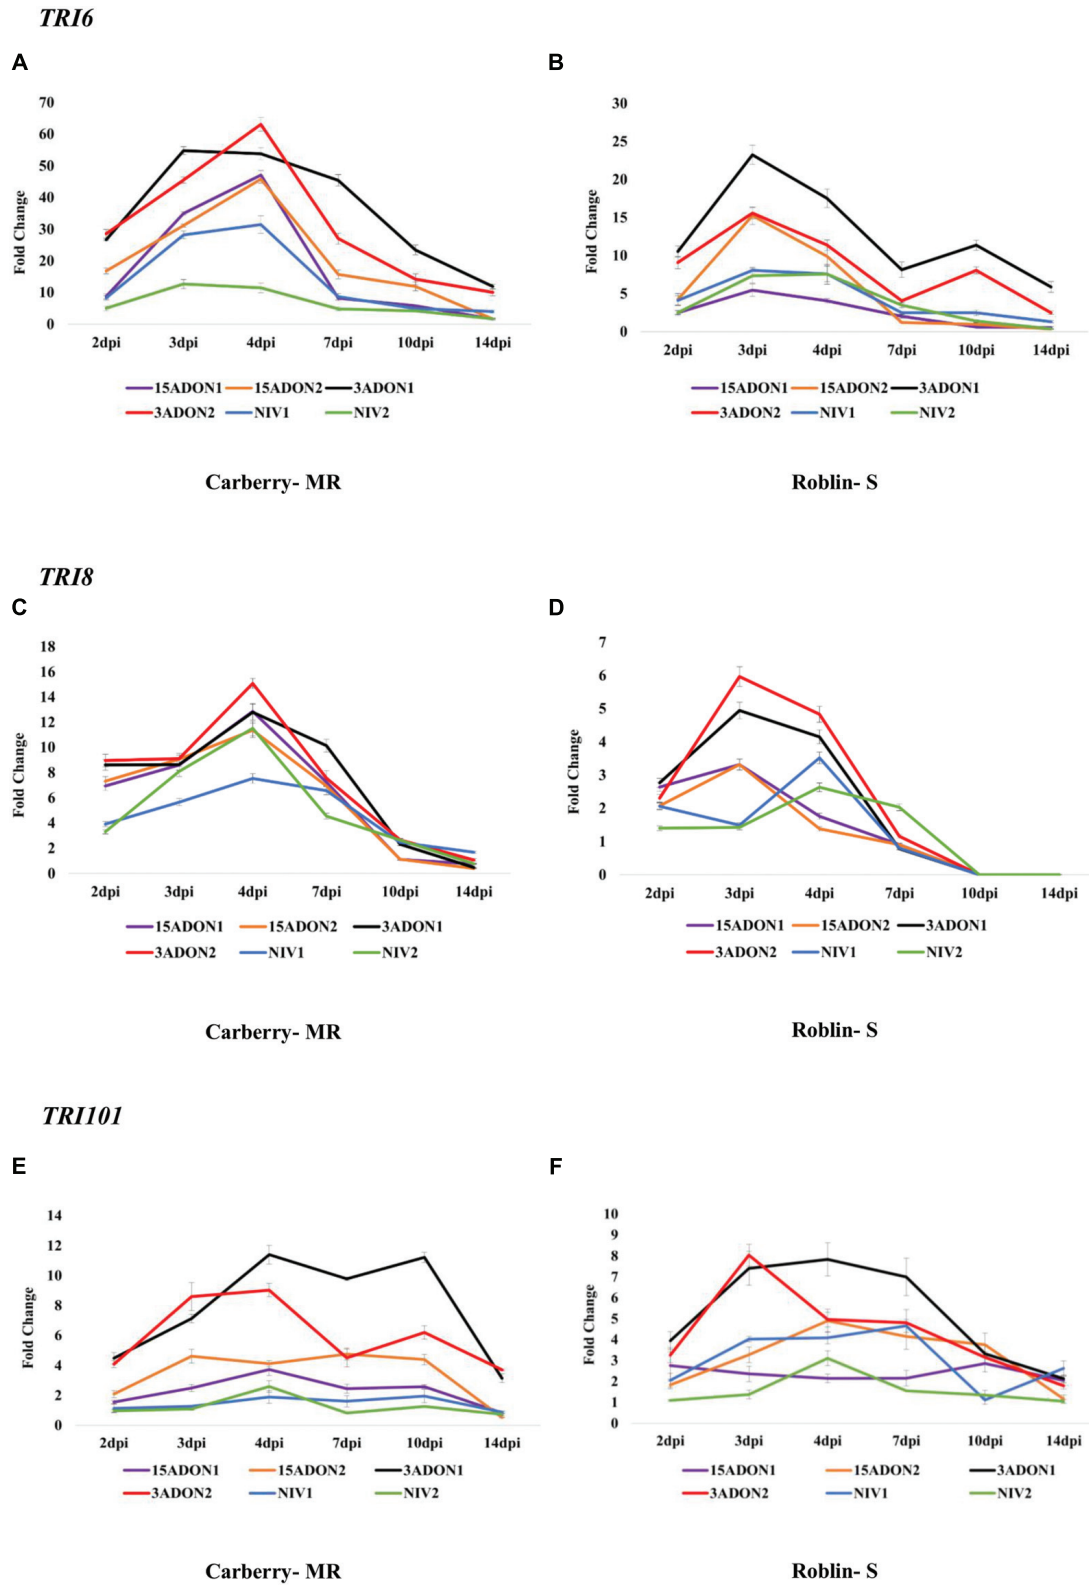 TRI6
A
B
70
60
50
40
30
20
10
0
Fold Change
2dpi 3dpi 4dpi 7dpi 10dpi 14dpi
15ADON1 15ADON2 3ADON1
3ADON2 NIV1 NIV2
Carberry- MR
30
25
20
15
10
5
0
Fold Change
2dpi 3dpi 4dpi 7dpi 10dpi 14dpi
15ADON1 15ADON2 3ADON1
3ADON2 NIV1 NIV2
Roblin- S
TRI8
C
D
18
16
14
12
10
8
6
4
2
0
Fold Change
2dpi 3dpi 4dpi 7dpi 10dpi 14dpi
15ADON1 15ADON2 3ADON1
3ADON2 NIV1 NIV2
Carberry- MR
7
6
5
4
3
2
1
0
Fold Change
2dpi 3dpi 4dpi 7dpi 10dpi 14dpi
15ADON1 15ADON2 3ADON1
3ADON2 NIV1 NIV2
Roblin- S
TRI101
E
F
14
12
10
8
6
4
2
0
Fold Change
2dpi 3dpi 4dpi 7dpi 10dpi 14dpi
15ADON1 15ADON2 3ADON1
3ADON2 NIV1 NIV2
Carberry- MR
10
9
8
7
6
5
4
3
2
1
0
Fold Change
2dpi 3dpi 4dpi 7dpi 10dpi 14dpi
15ADON1 15ADON2 3ADON1
3ADON2 NIV1 NIV2
Roblin- S